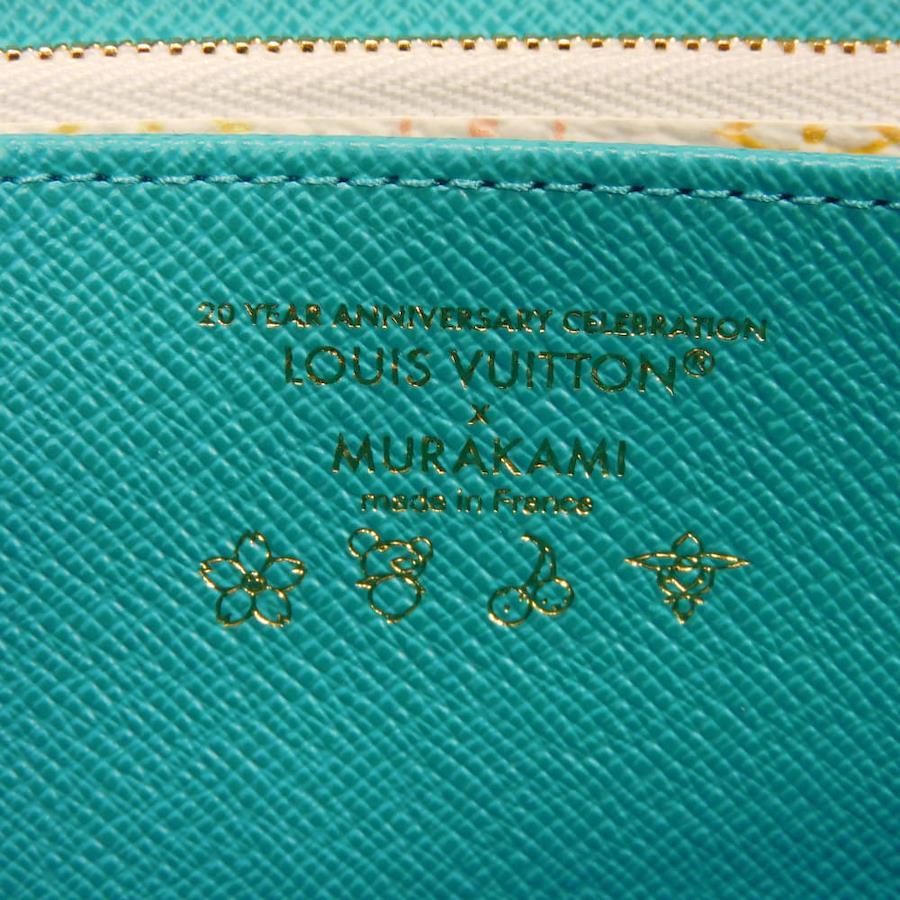 20 YEAR ANNIVERSARY CELEBRATION
LOUIS VUITTON®
x
MURAKAMI
made in France